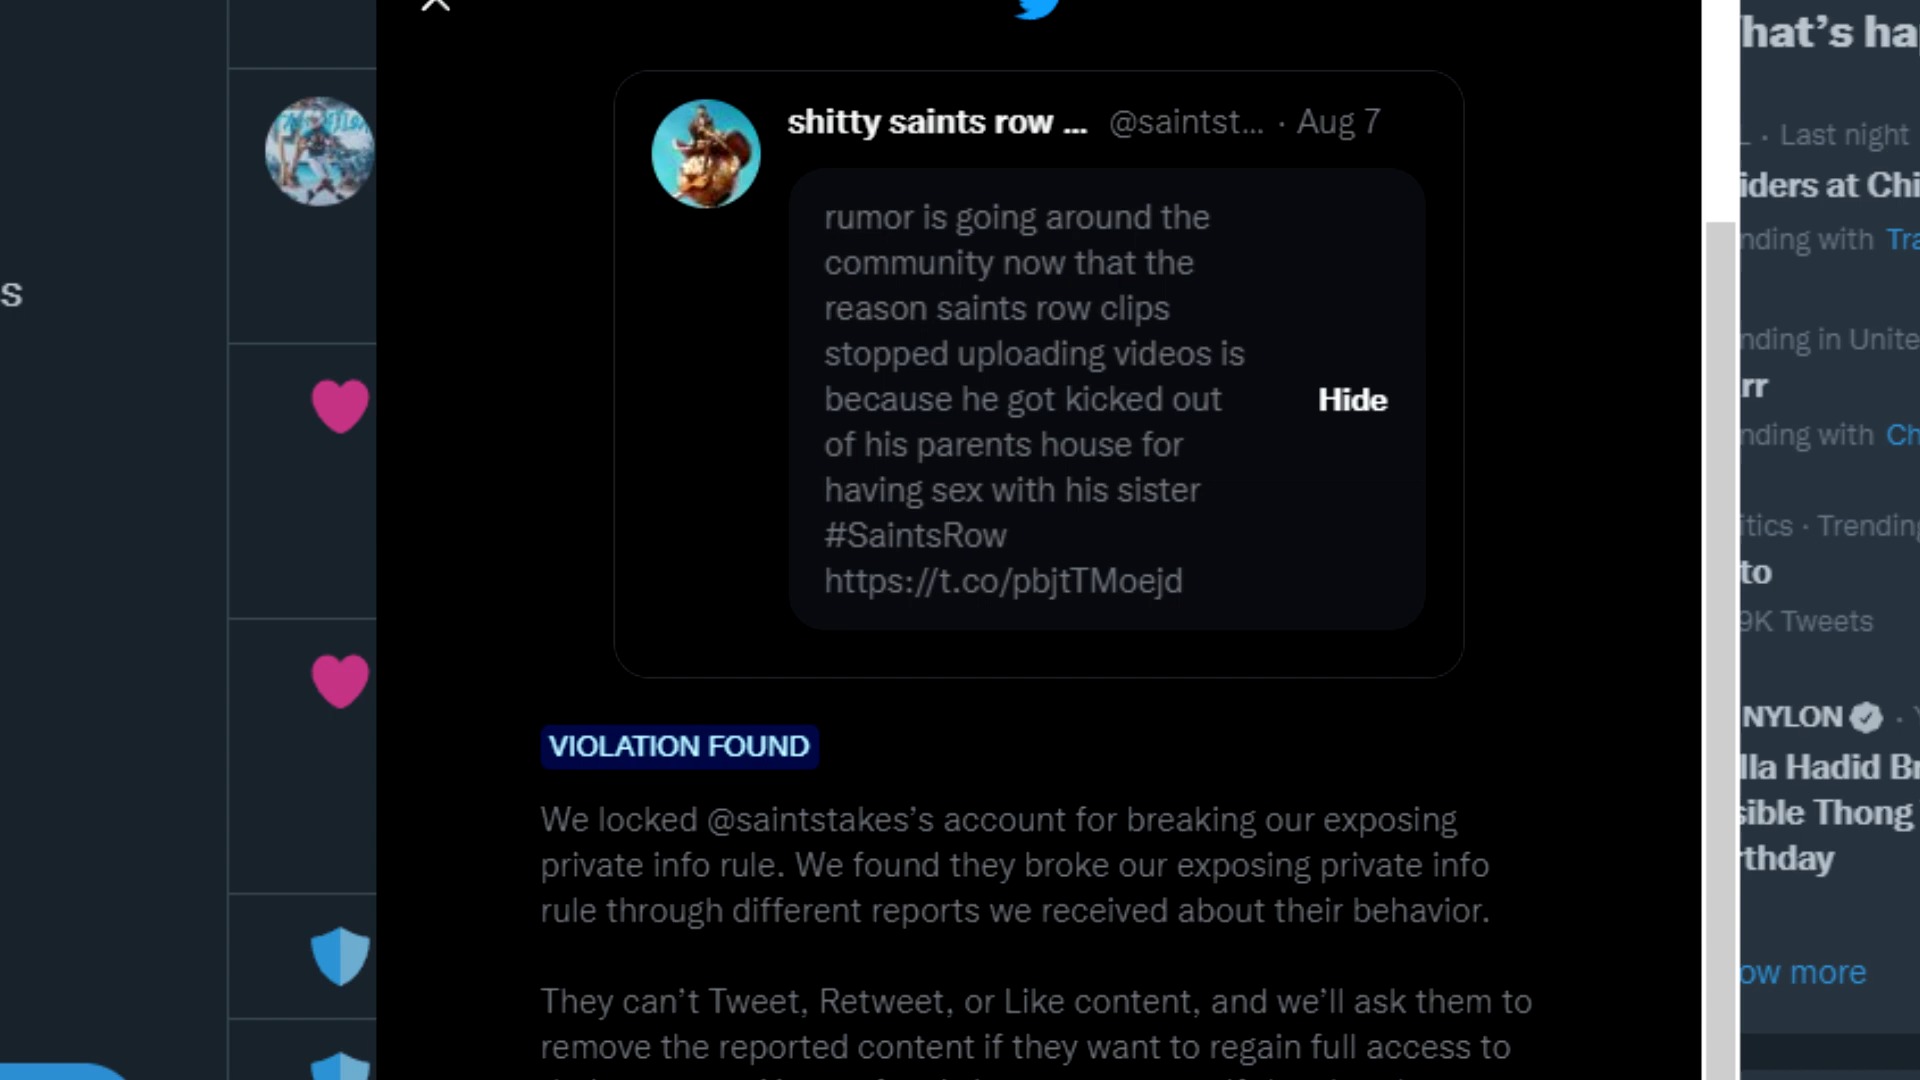 shitty saints row ... @saintst... · Aug 7
rumor is going around the
community now that the
reason saints row clips
stopped uploading videos is
because he got kicked out
of his parents house for
having sex with his sister
#SaintsRow
https://t.co/pbjtTMoejd
Hide
VIOLATION FOUND
We locked @saintstakes’s account for breaking our exposing
private info rule. We found they broke our exposing private info
rule through different reports we received about their behavior.
They can’t Tweet, Retweet, or Like content, and we’ll ask them to
remove the reported content if they want to regain full access to
s
hat’s ha
L · Last night
iders at Chi
nding with Tra
nding in Unite
rr
nding with Ch
itics · Trending
to
9K Tweets
NYLON ·
lla Hadid Br
sible Thong
rthday
ow more